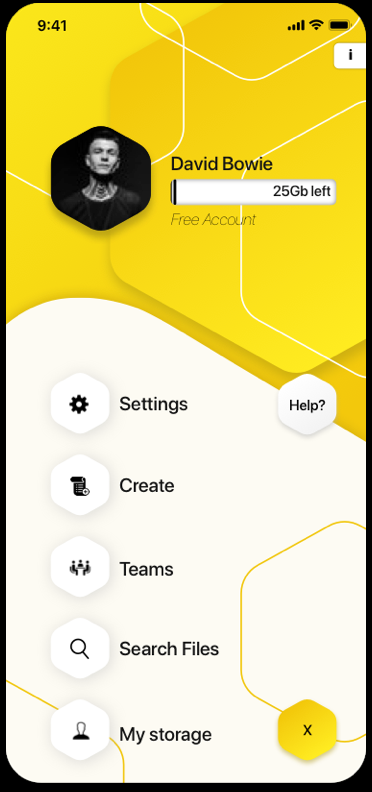 9:41
i
David Bowie
25Gb left
Free Account
Settings
Help?
Create
Teams
Search Files
My storage
X